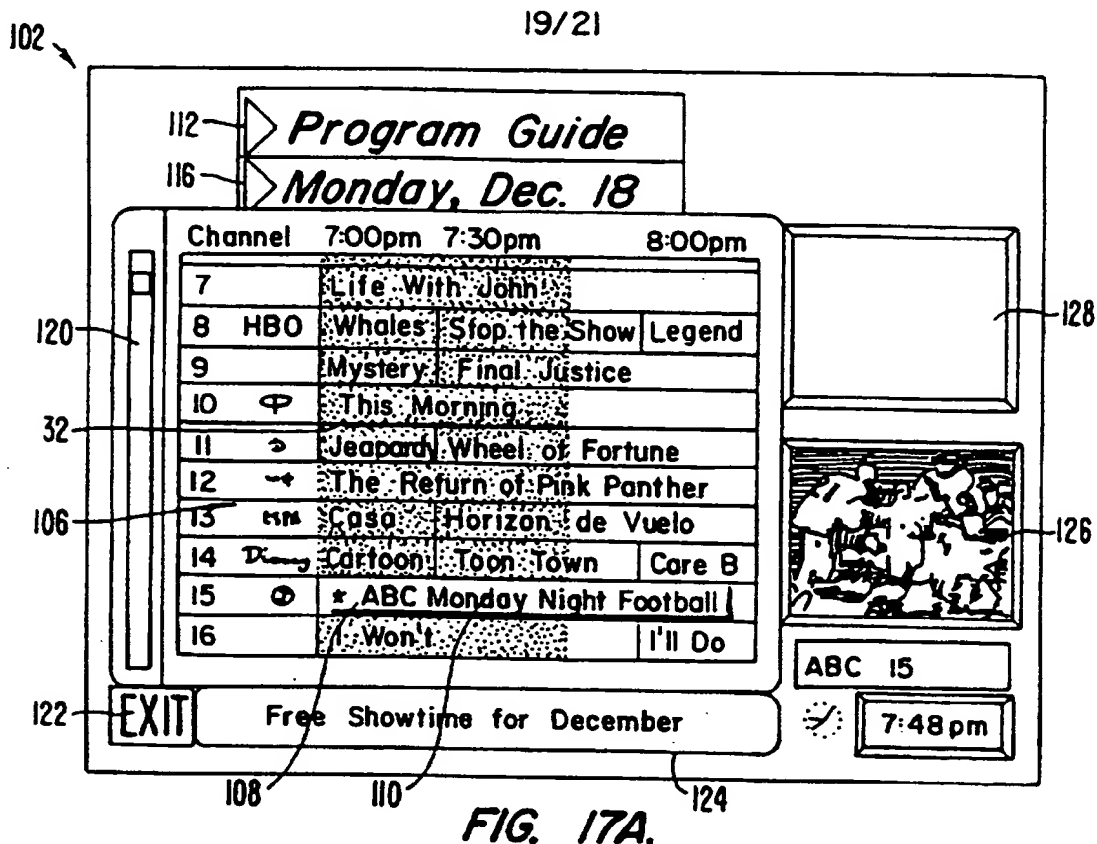 19/21
102
112 Program Guide
116 Monday, Dec. 18
Channel 7:00pm 7:30pm 8:00pm
7 Life With John
8 HBO Whales Stop the Show Legend
9 Mystery Final Justice
10 This Morning
11 Jeapardy Wheel of Fortune
12 The Return of Pink Panther
13 Casa Horizon de Vuelo
14 Disney Cartoon Toon Town Care B
15 * ABC Monday Night Football
16 I Won't I'll Do
120
32
106
128
126
ABC 15
122 EXIT Free Showtime for December
7:48pm
108 110 124
FIG. 17A.